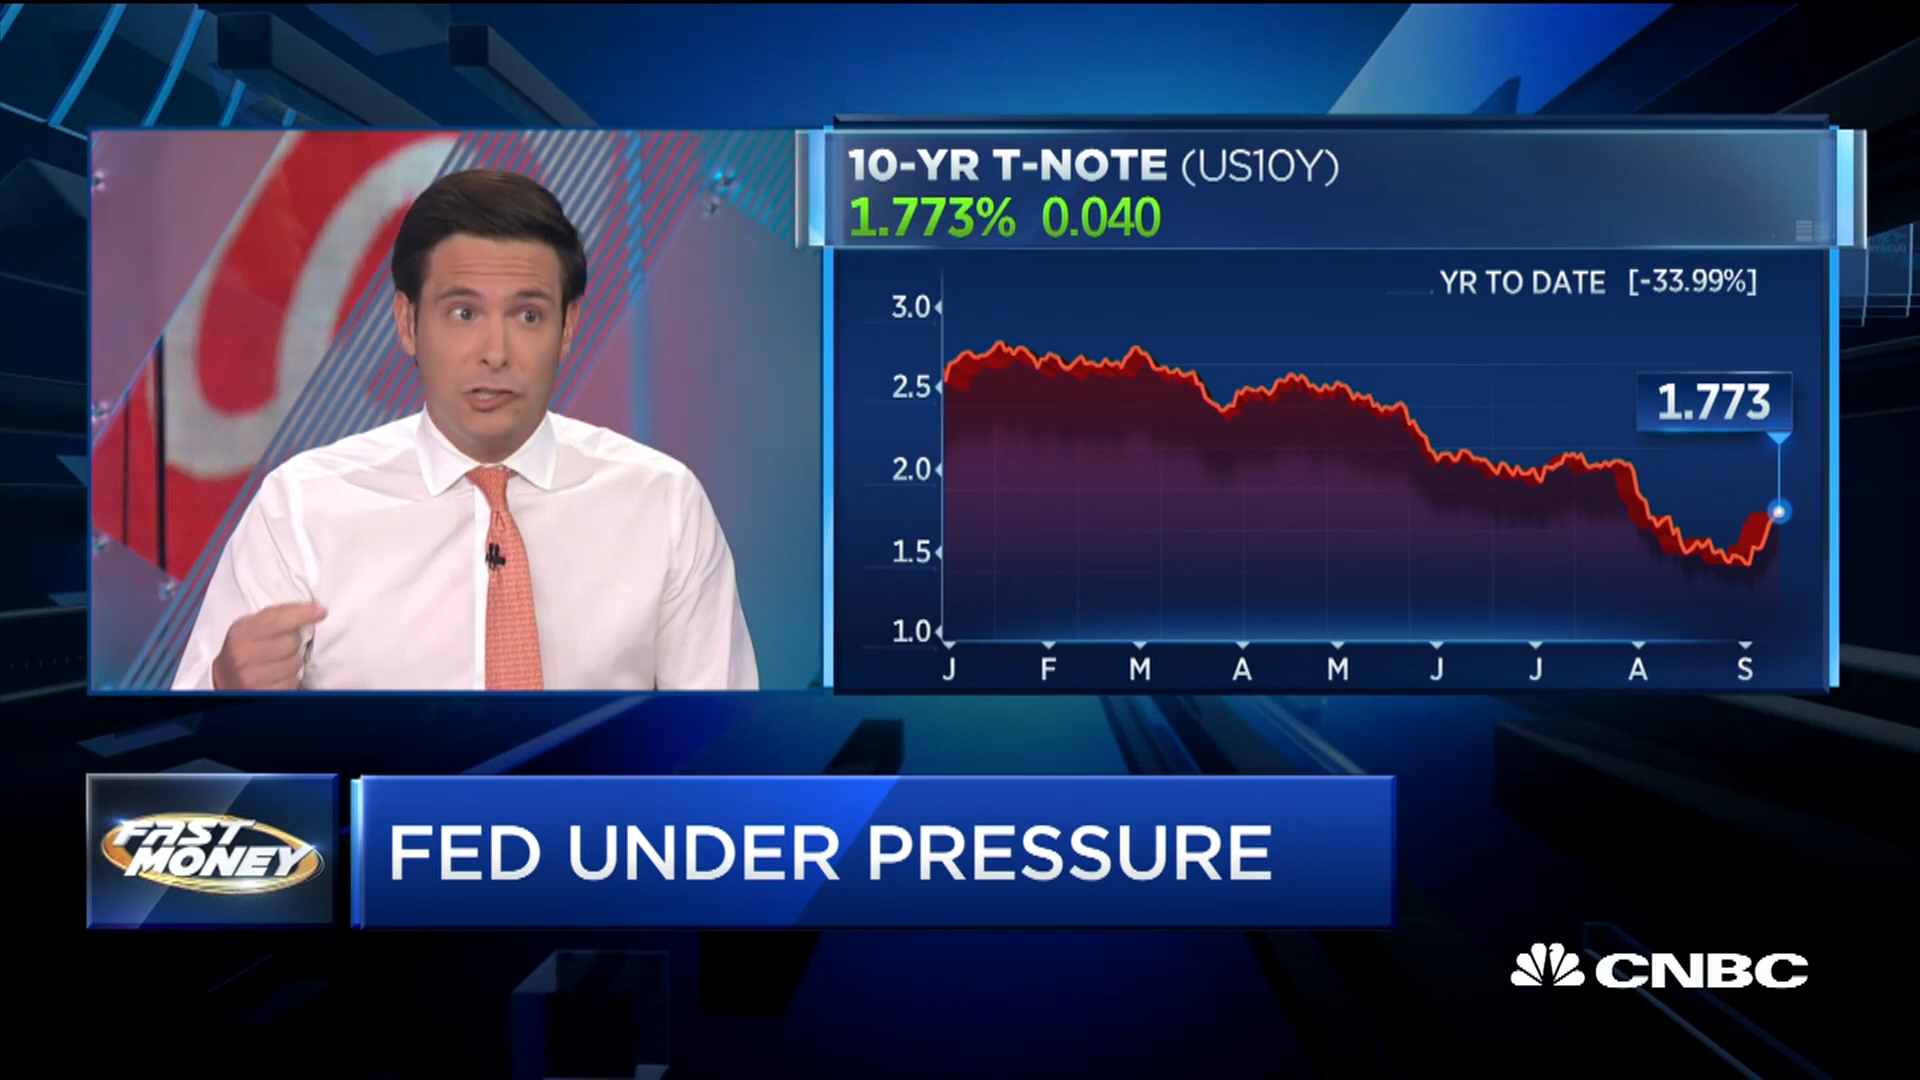 10-YR T-NOTE (US10Y)
1.773% 0.040
YR TO DATE [-33.99%]
3.0
2.5
2.0
1.5
1.0
1.773
J F M A M J J A S
FAST
MONEY
FED UNDER PRESSURE
CNBC